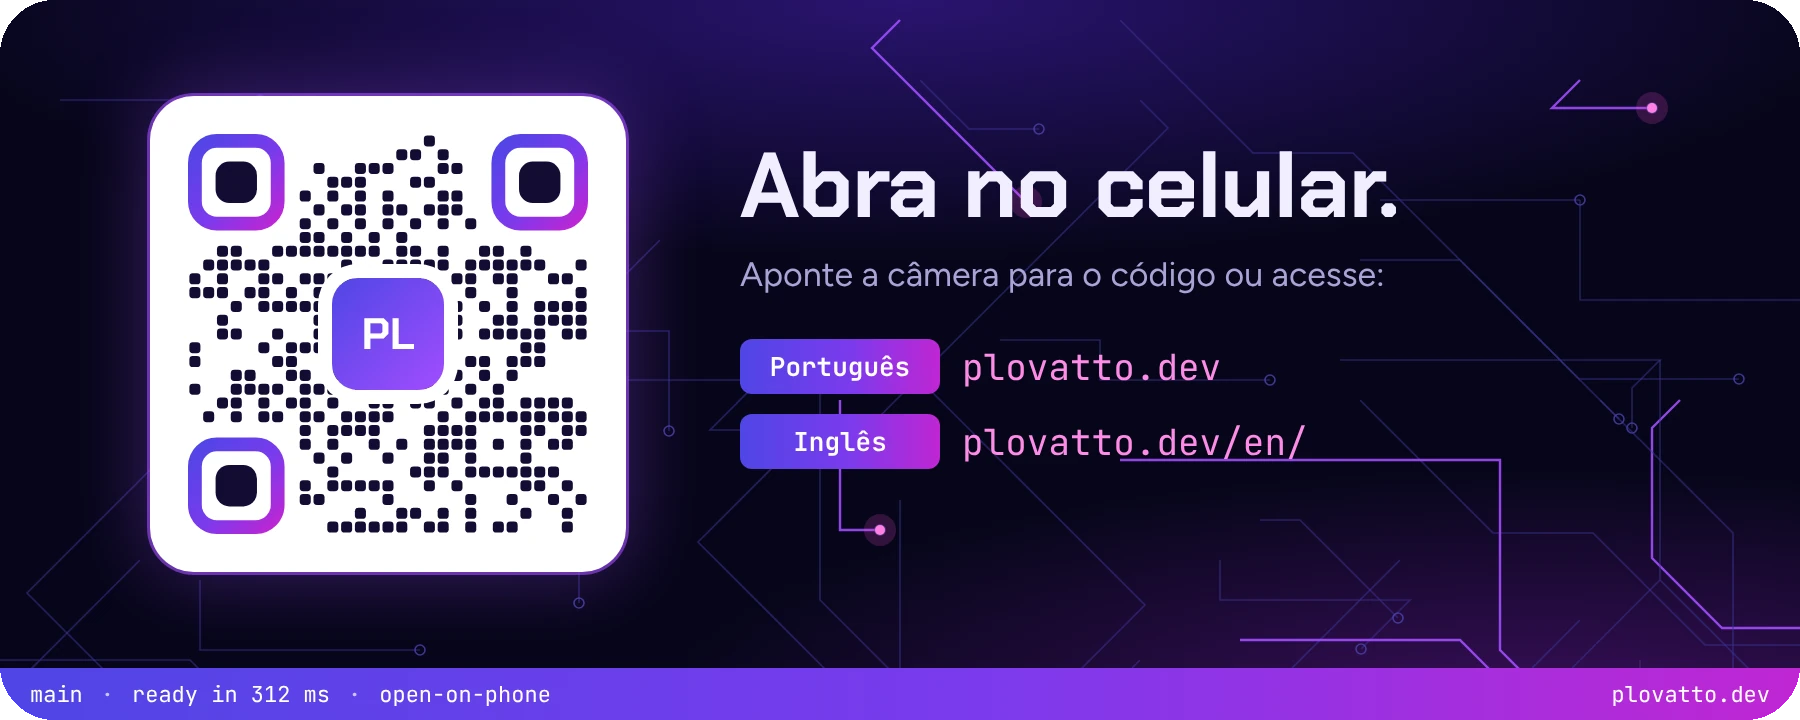 PL
Abra no celular.
Aponte a câmera para o código ou acesse:
Português plovatto.dev
Inglês plovatto.dev/en/
main · ready in 312 ms · open-on-phone
plovatto.dev